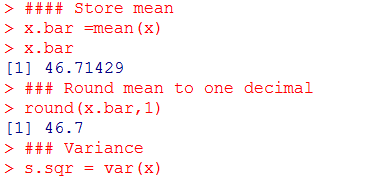 > #### Store mean
> x.bar =mean(x)
> x.bar
[1] 46.71429
> ### Round mean to one decimal
> round(x.bar,1)
[1] 46.7
> ### Variance
> s.sqr = var(x)